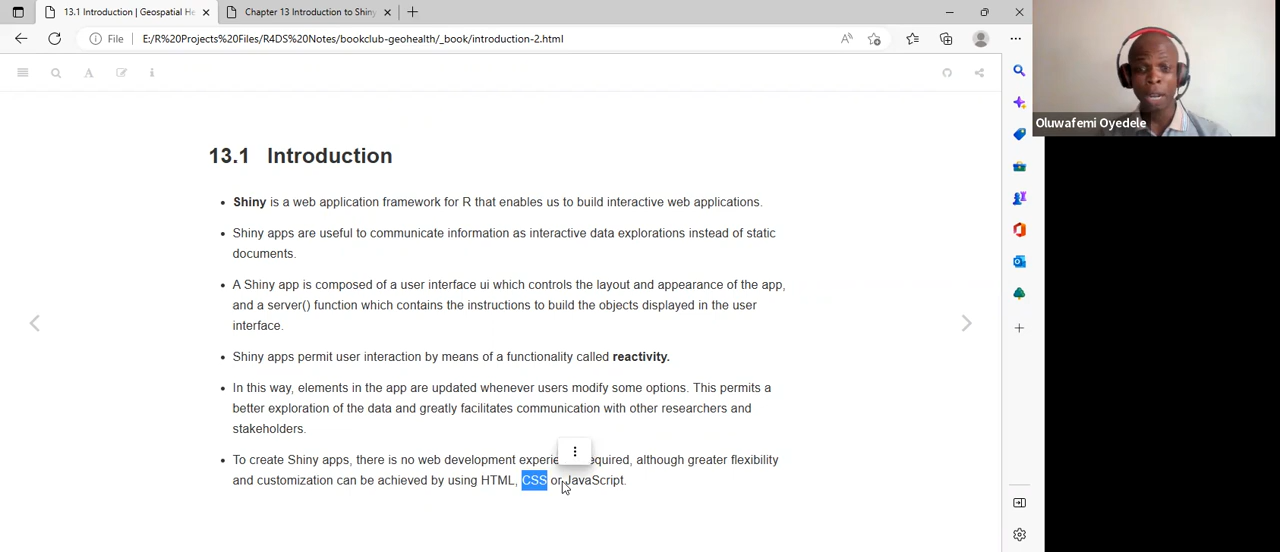 13.1 Introduction | Geospatial He
Chapter 13 Introduction to Shiny
File
E:/R%20Projects%20Files/R4DS%20Notes/bookclub-geohealth/_book/introduction-2.html
Oluwafemi Oyedele
13.1 Introduction
• Shiny is a web application framework for R that enables us to build interactive web applications.
• Shiny apps are useful to communicate information as interactive data explorations instead of static
documents.
• A Shiny app is composed of a user interface ui which controls the layout and appearance of the app,
and a server() function which contains the instructions to build the objects displayed in the user
interface.
• Shiny apps permit user interaction by means of a functionality called reactivity.
• In this way, elements in the app are updated whenever users modify some options. This permits a
better exploration of the data and greatly facilitates communication with other researchers and
stakeholders.
• To create Shiny apps, there is no web development experie equired, although greater flexibility
and customization can be achieved by using HTML, CSS or JavaScript.